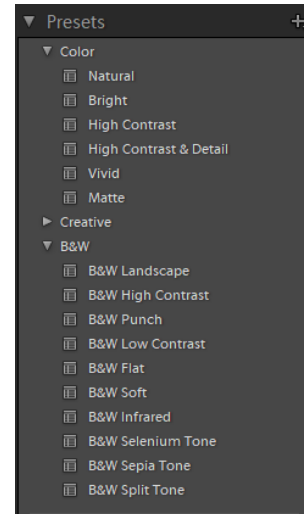 Presets
Color
Natural
Bright
High Contrast
High Contrast & Detail
Vivid
Matte
Creative
B&W
B&W Landscape
B&W High Contrast
B&W Punch
B&W Low Contrast
B&W Flat
B&W Soft
B&W Infrared
B&W Selenium Tone
B&W Sepia Tone
B&W Split Tone